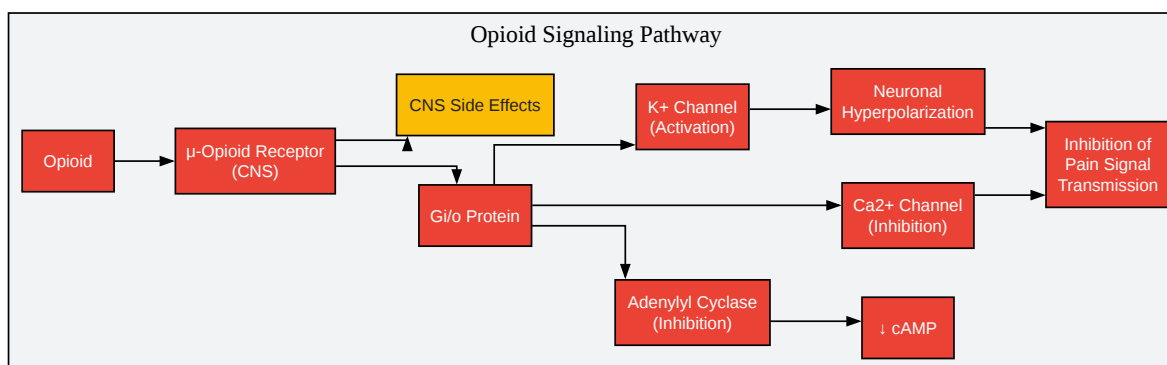 Opioid Signaling Pathway
CNS Side Effects
K+ Channel
(Activation)
Neuronal
Hyperpolarization
Opioid
μ-Opioid Receptor
(CNS)
Inhibition of
Pain Signal
Transmission
Gi/o Protein
Ca2+ Channel
(Inhibition)
Adenylyl Cyclase
(Inhibition)
↓ cAMP